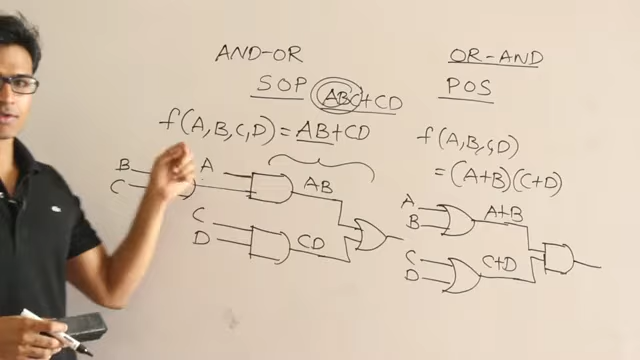 AND-OR
SOP ABC+CD
f(A,B,C,D) = AB+CD
B
C
A
AB
C
D
CD
OR-AND
POS
f(A,B,C,D)
= (A+B)(C+D)
A
B
A+B
C
D
C+D